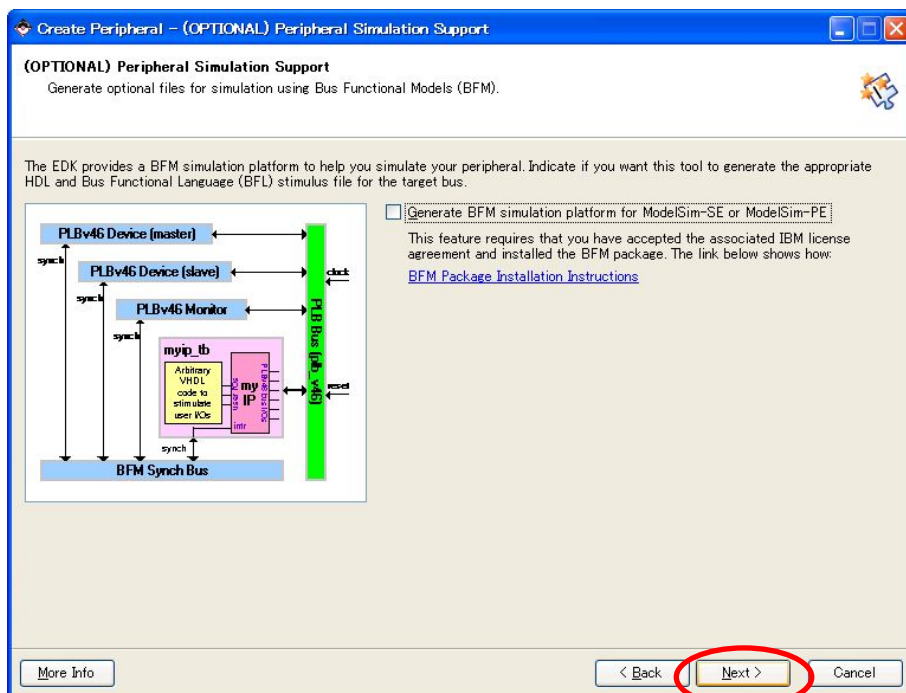 Create Peripheral - (OPTIONAL) Peripheral Simulation Support
(OPTIONAL) Peripheral Simulation Support
Generate optional files for simulation using Bus Functional Models (BFM).
The EDK provides a BFM simulation platform to help you simulate your peripheral. Indicate if you want this tool to generate the appropriate
HDL and Bus Functional Language (BFL) stimulus file for the target bus.
Generate BFM simulation platform for ModelSim-SE or ModelSim-PE
This feature requires that you have accepted the associated IBM license
agreement and installed the BFM package. The link below shows how:
BFM Package Installation Instructions
PLBv46 Device (master)
synch
PLBv46 Device (slave)
clock
synch
PLBv46 Monitor
synch
PLB Bus (plb_v46)
myip_tb
Arbitrary
VHDL
code to
stimulate
user I/Os
my
IP
PLBv46 bus I/Os
intr
reset
synch
BFM Synch Bus
More Info
< Back
Next >
Cancel